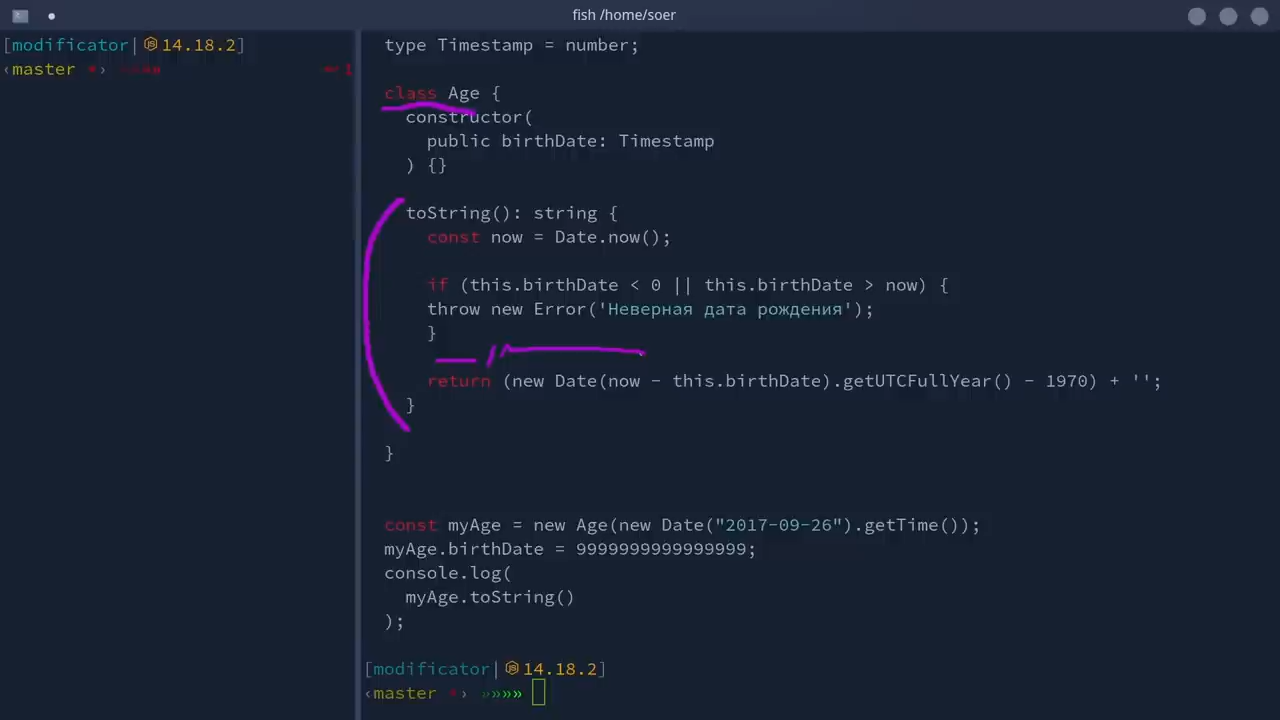 fish /home/soer
[modificator|14.18.2]
‹master *› »»»» ↵ 1
type Timestamp = number;
class Age {
constructor(
public birthDate: Timestamp
) {}
toString(): string {
const now = Date.now();
if (this.birthDate < 0 || this.birthDate > now) {
throw new Error('Неверная дата рождения');
}
return (new Date(now - this.birthDate).getUTCFullYear() - 1970) + '';
}
}
const myAge = new Age(new Date("2017-09-26").getTime());
myAge.birthDate = 9999999999999999;
console.log(
myAge.toString()
);
[modificator|14.18.2]
‹master *› »»»»